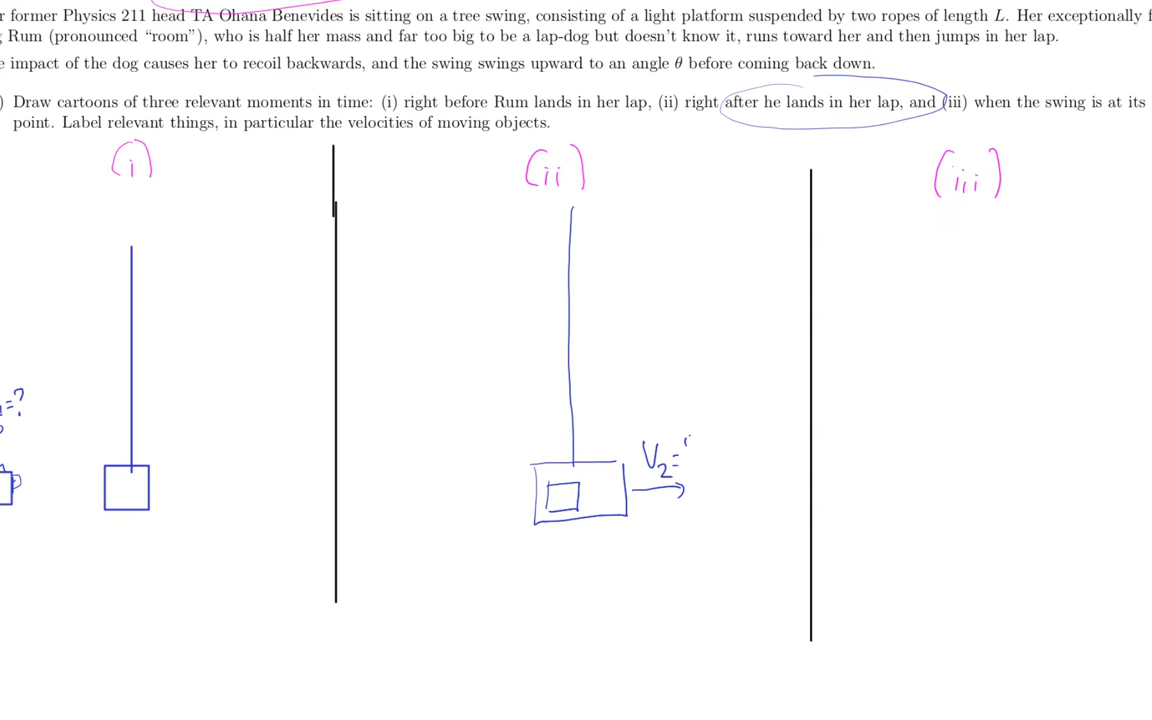 r former Physics 211 head TA Ohana Benevides is sitting on a tree swing, consisting of a light platform suspended by two ropes of length L. Her exceptionally f
g Rum (pronounced “room”), who is half her mass and far too big to be a lap-dog but doesn’t know it, runs toward her and then jumps in her lap.
e impact of the dog causes her to recoil backwards, and the swing swings upward to an angle θ before coming back down.
) Draw cartoons of three relevant moments in time: (i) right before Rum lands in her lap, (ii) right after he lands in her lap, and (iii) when the swing is at its
point. Label relevant things, in particular the velocities of moving objects.
(i) (ii) (iii)
=?
V₂=